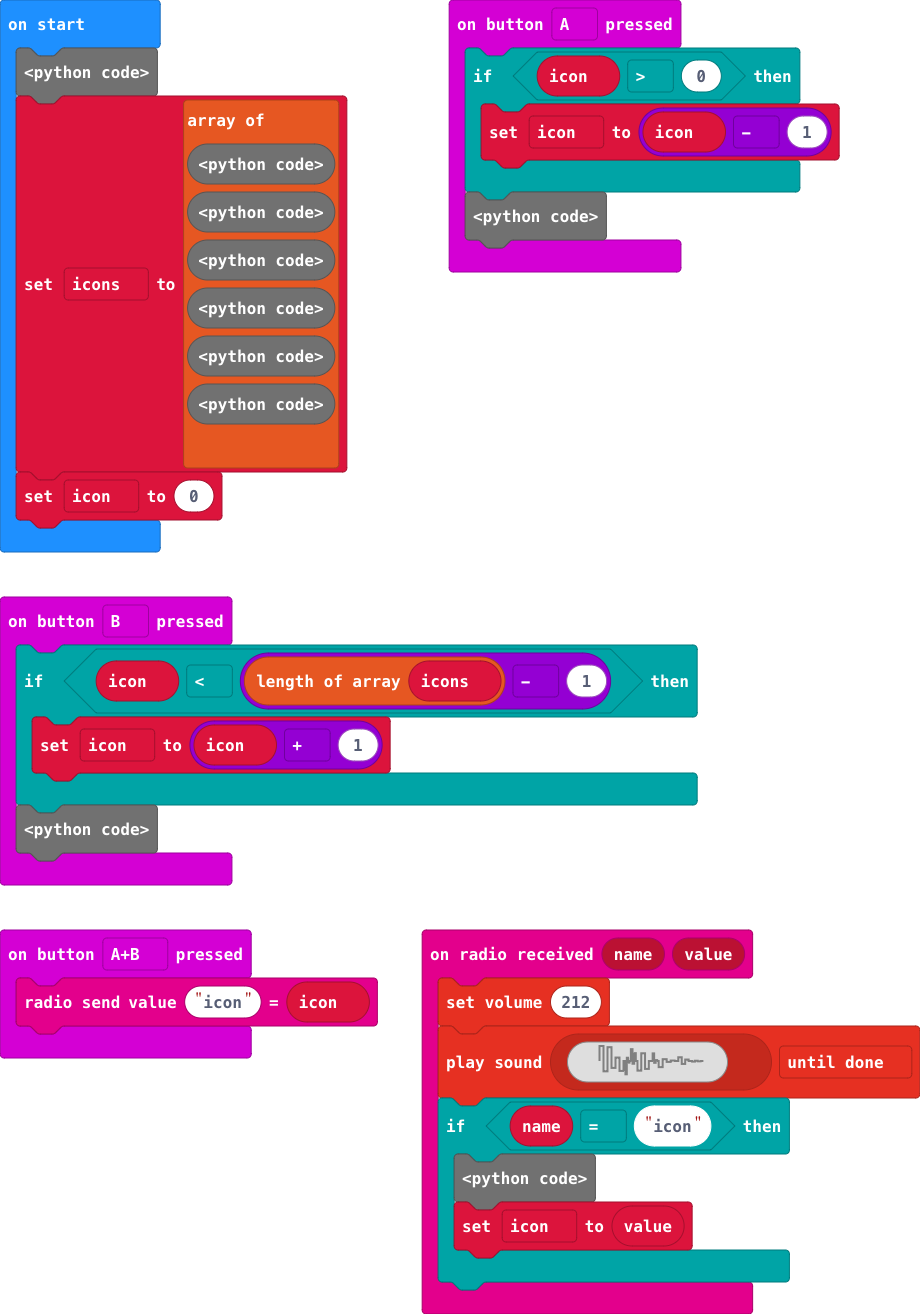 on start
<python code>
set icons to
array of
<python code>
<python code>
<python code>
<python code>
<python code>
<python code>
set icon to 0
on button A pressed
if icon > 0 then
set icon to icon - 1
<python code>
on button B pressed
if icon < length of array icons - 1 then
set icon to icon + 1
<python code>
on button A+B pressed
radio send value "icon" = icon
on radio received name value
set volume 212
play sound until done
if name = "icon" then
<python code>
set icon to value